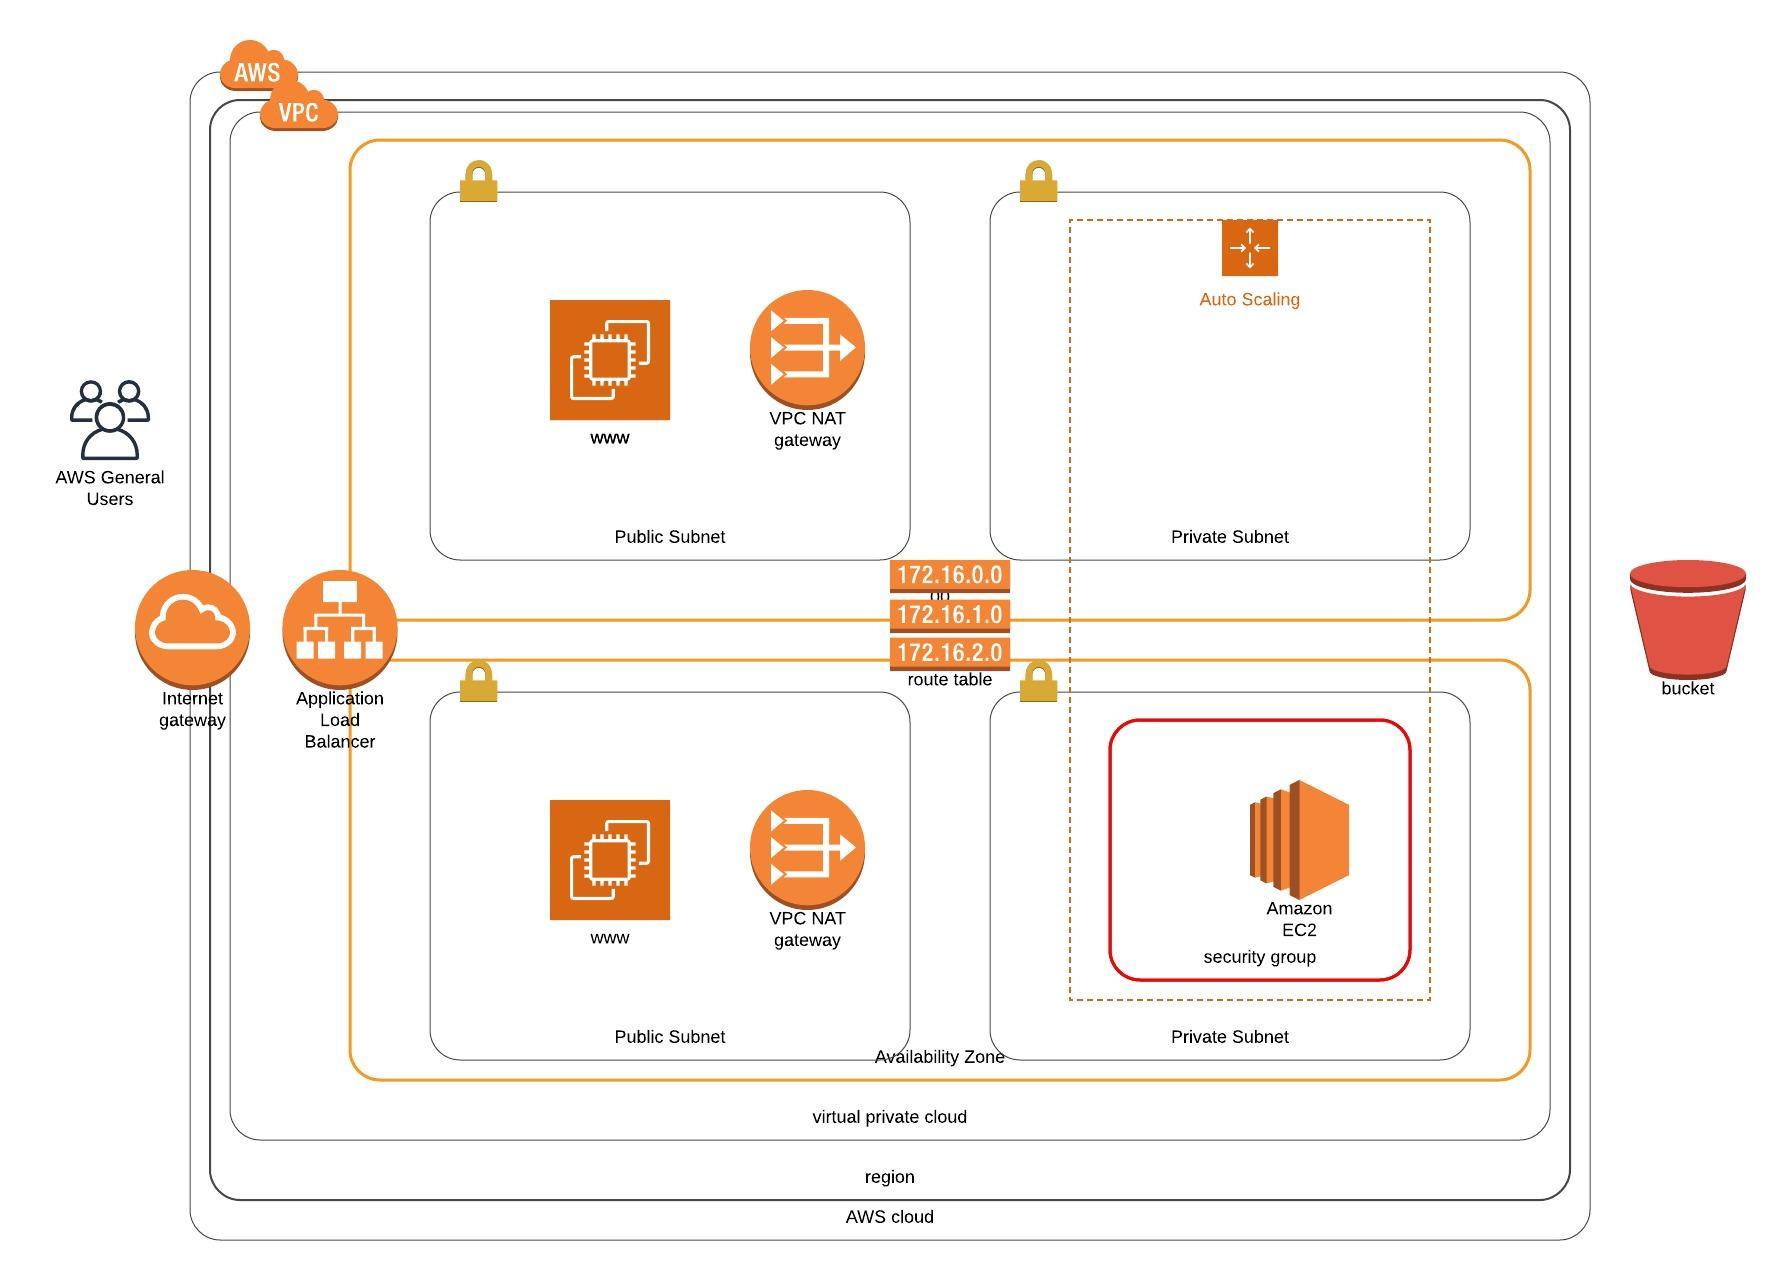 AWS
VPC
Auto Scaling
www
VPC NAT
gateway
AWS General
Users
Public Subnet
Private Subnet
172.16.0.0
172.16.1.0
172.16.2.0
route table
Internet
gateway
Application
Load
Balancer
bucket
www
VPC NAT
gateway
Amazon
EC2
security group
Public Subnet
Private Subnet
Availability Zone
virtual private cloud
region
AWS cloud